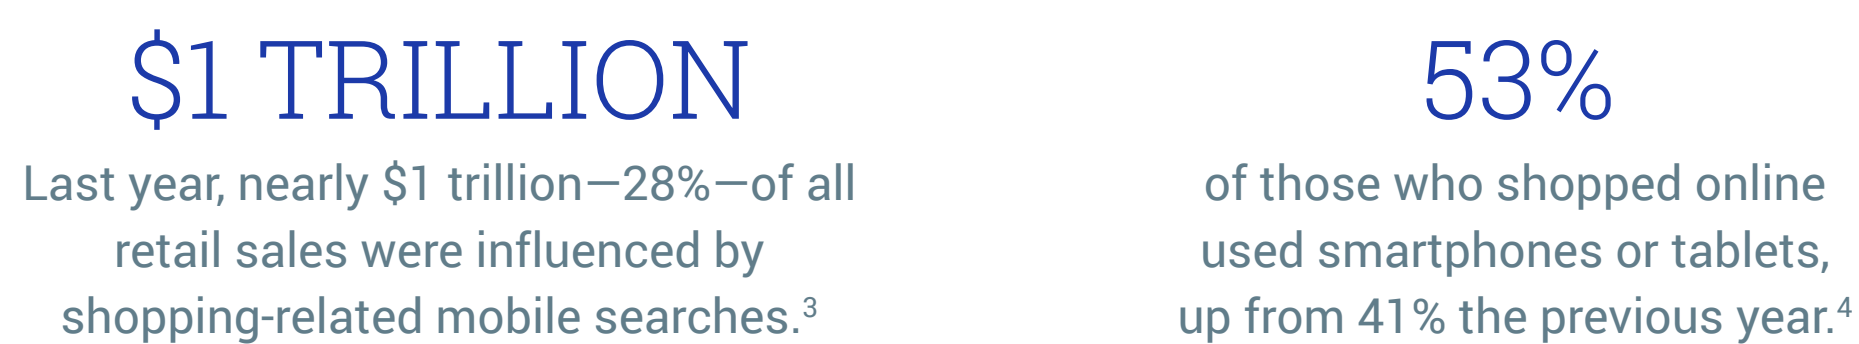 $1 TRILLION
Last year, nearly $1 trillion—28%—of all
retail sales were influenced by
shopping-related mobile searches.³
53%
of those who shopped online
used smartphones or tablets,
up from 41% the previous year.⁴